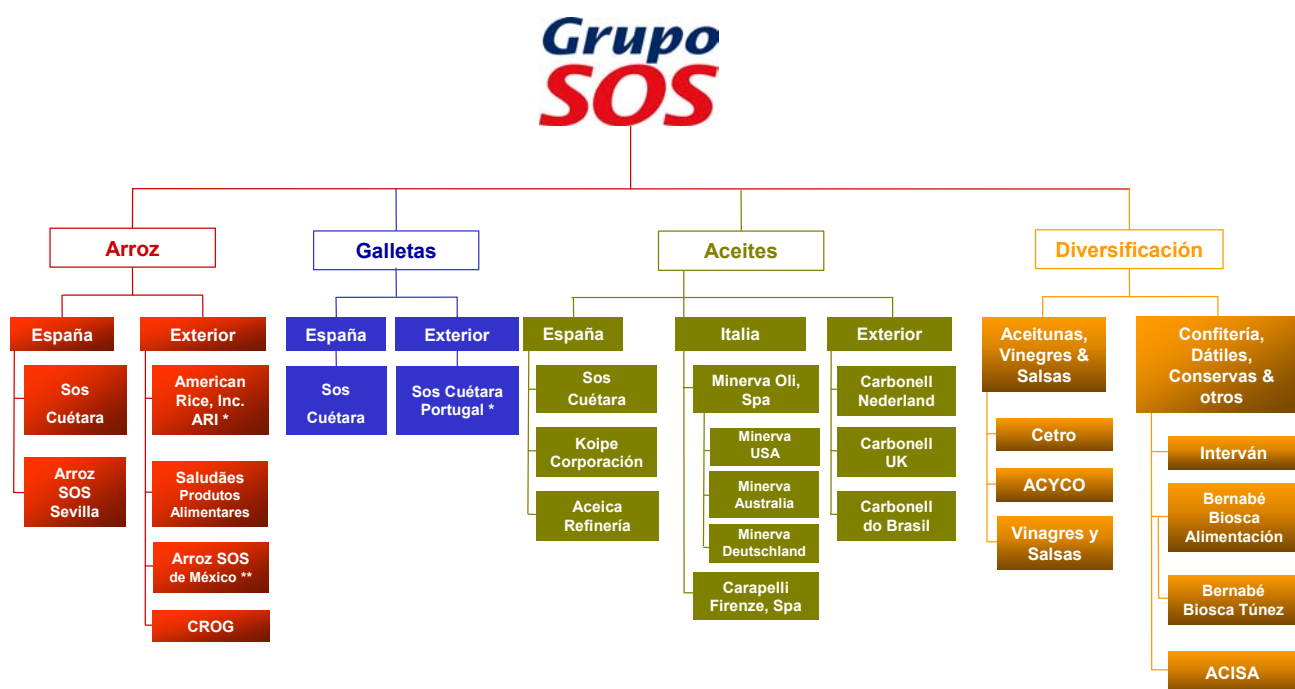 Grupo
SOS
Arroz
España
Sos
Cuétara
Arroz
SOS
Sevilla
Exterior
American
Rice, Inc.
ARI *
Saludães
Produtos
Alimentares
Arroz SOS
de México **
CROG
Galletas
España
Sos
Cuétara
Exterior
Sos Cuétara
Portugal *
Aceites
España
Sos
Cuétara
Koipe
Corporación
Aceica
Refinería
Italia
Minerva Oli,
Spa
Minerva
USA
Minerva
Australia
Minerva
Deutschland
Carapelli
Firenze, Spa
Exterior
Carbonell
Nederland
Carbonell
UK
Carbonell
do Brasil
Diversificación
Aceitunas,
Vinegres &
Salsas
Cetro
ACYCO
Vinagres y
Salsas
Confitería,
Dátiles,
Conservas &
otros
Interván
Bernabé
Biosca
Alimentación
Bernabé
Biosca Túnez
ACISA